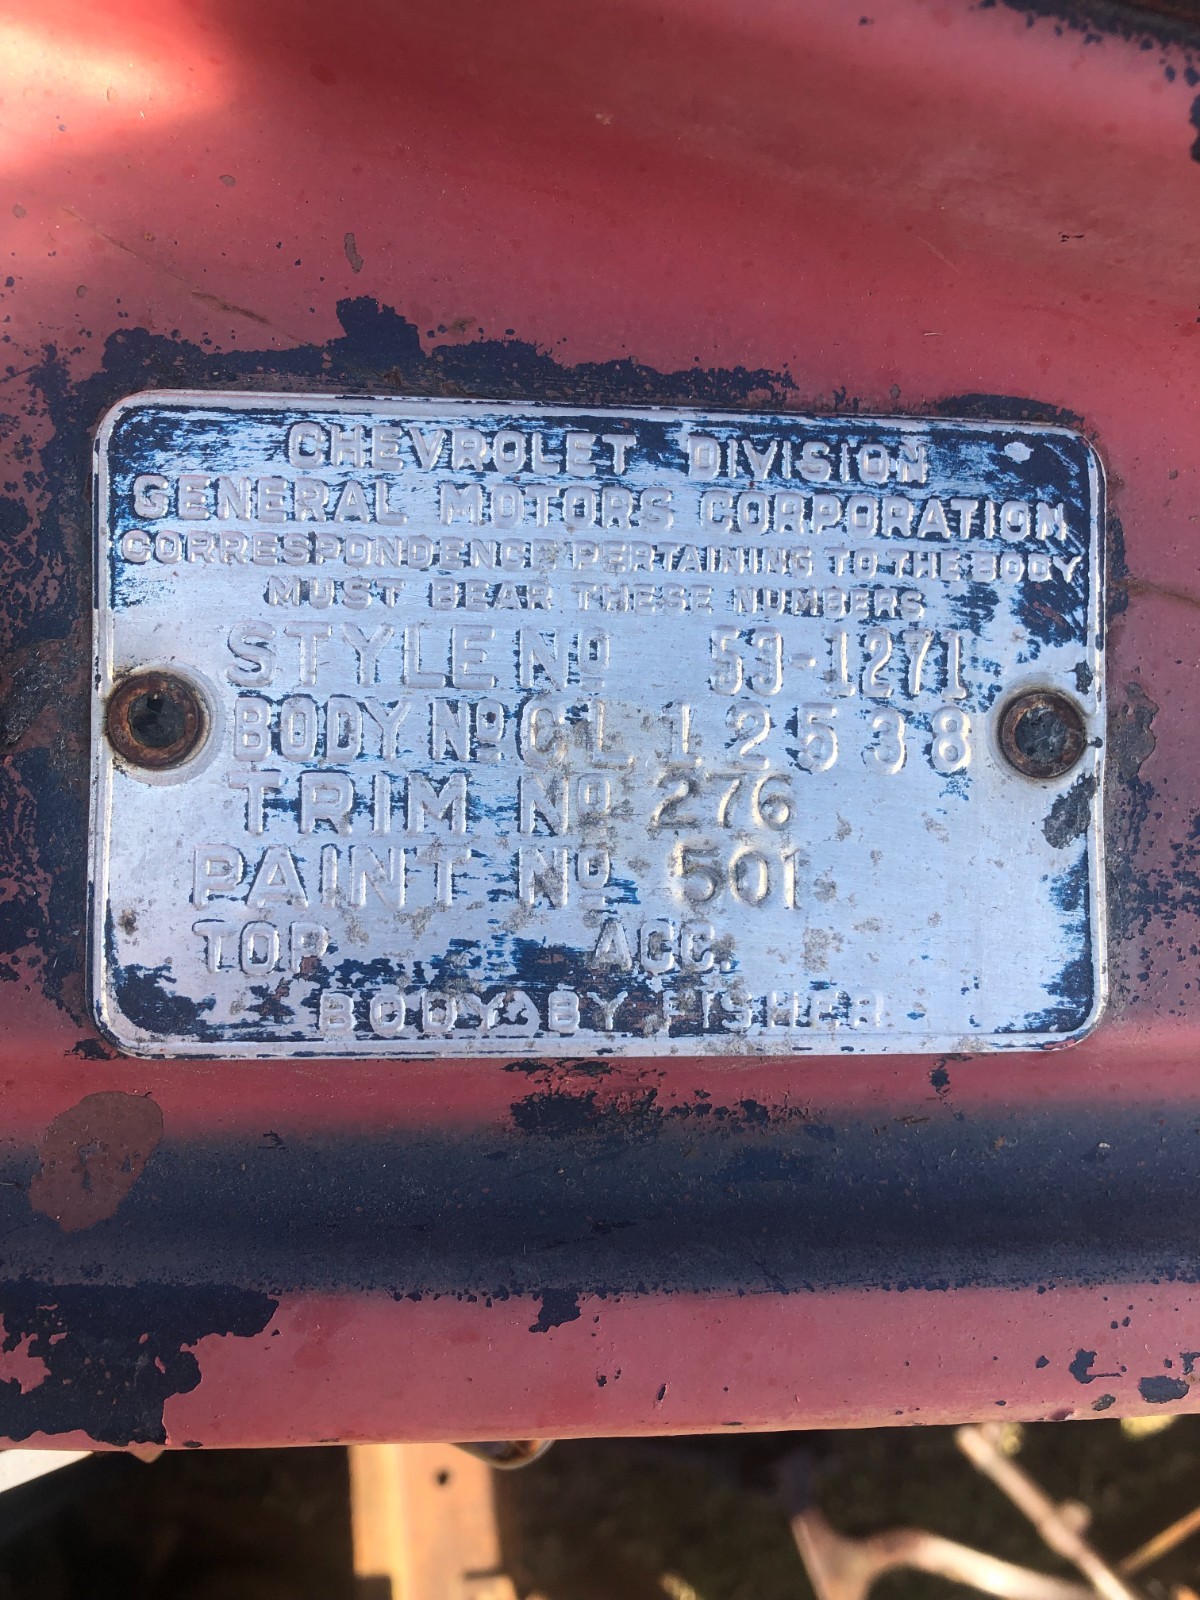 CHEVROLET DIVISION
GENERAL MOTORS CORPORATION
CORRESPONDENCE PERTAINING TO THE BODY
MUST BEAR THESE NUMBERS
STYLE Nº 53-1271
BODY Nº CL 12538
TRIM Nº 276
PAINT Nº 501
TOP ACC.
BODY BY FISHER